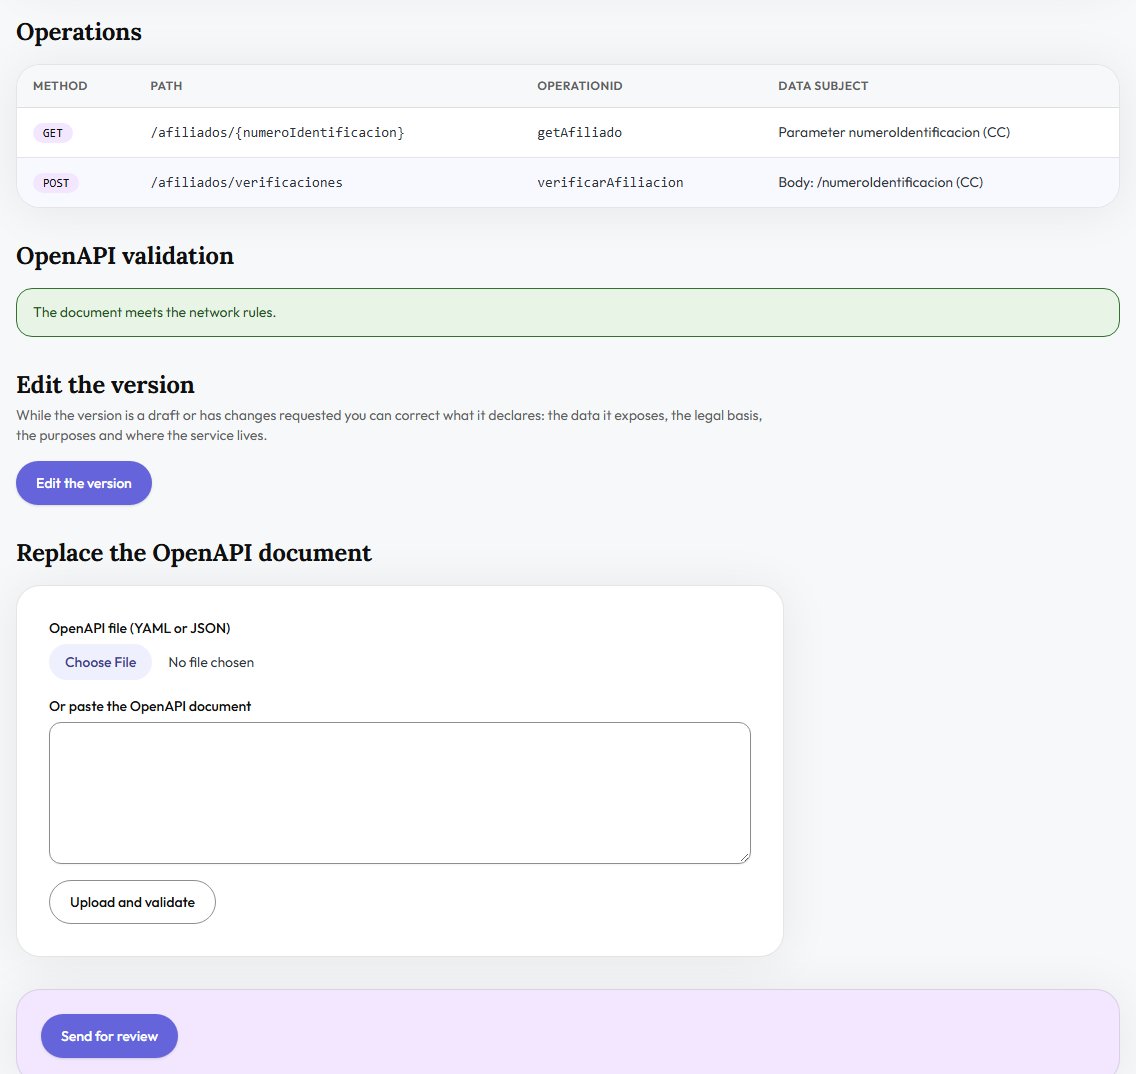 Operations
METHOD PATH OPERATIONID DATA SUBJECT
GET /afiliados/{numeroIdentificacion} getAfiliado Parameter numeroIdentificacion (CC)
POST /afiliados/verificaciones verificarAfiliacion Body: /numeroIdentificacion (CC)
OpenAPI validation
The document meets the network rules.
Edit the version
While the version is a draft or has changes requested you can correct what it declares: the data it exposes, the legal basis,
the purposes and where the service lives.
Edit the version
Replace the OpenAPI document
OpenAPI file (YAML or JSON)
Choose File No file chosen
Or paste the OpenAPI document
Upload and validate
Send for review